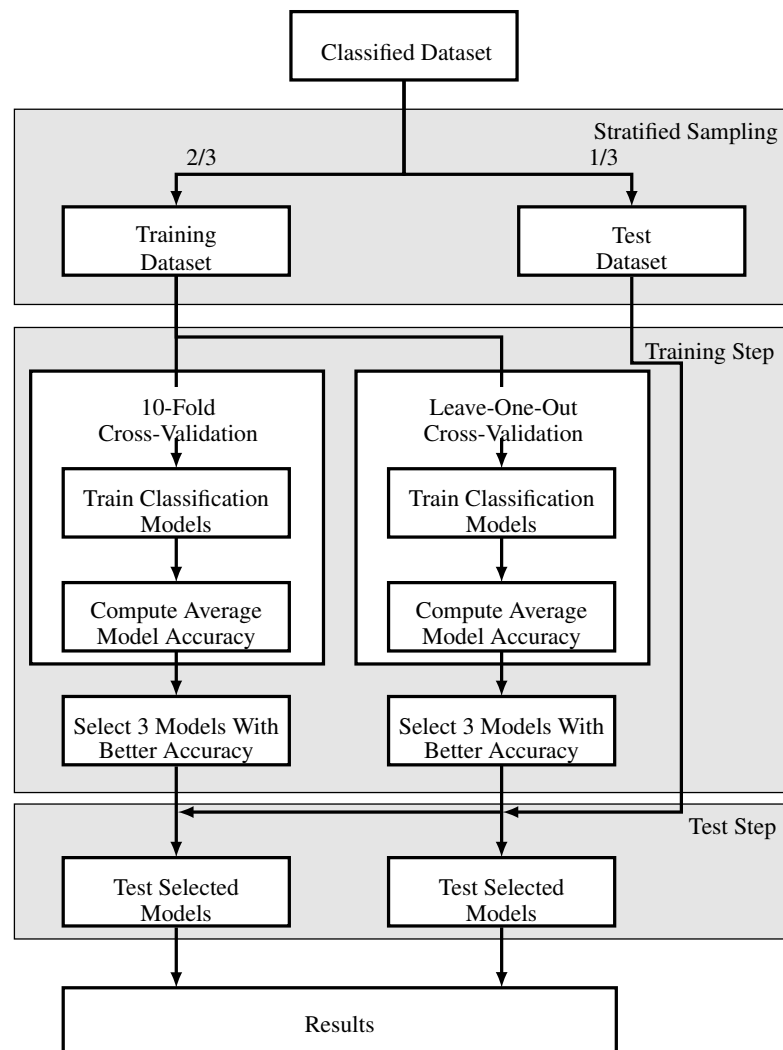 Classified Dataset
Stratified Sampling
2/3
1/3
Training
Dataset
Test
Dataset
Training Step
10-Fold
Cross-Validation
Leave-One-Out
Cross-Validation
Train Classification
Models
Train Classification
Models
Compute Average
Model Accuracy
Compute Average
Model Accuracy
Select 3 Models With
Better Accuracy
Select 3 Models With
Better Accuracy
Test Step
Test Selected
Models
Test Selected
Models
Results